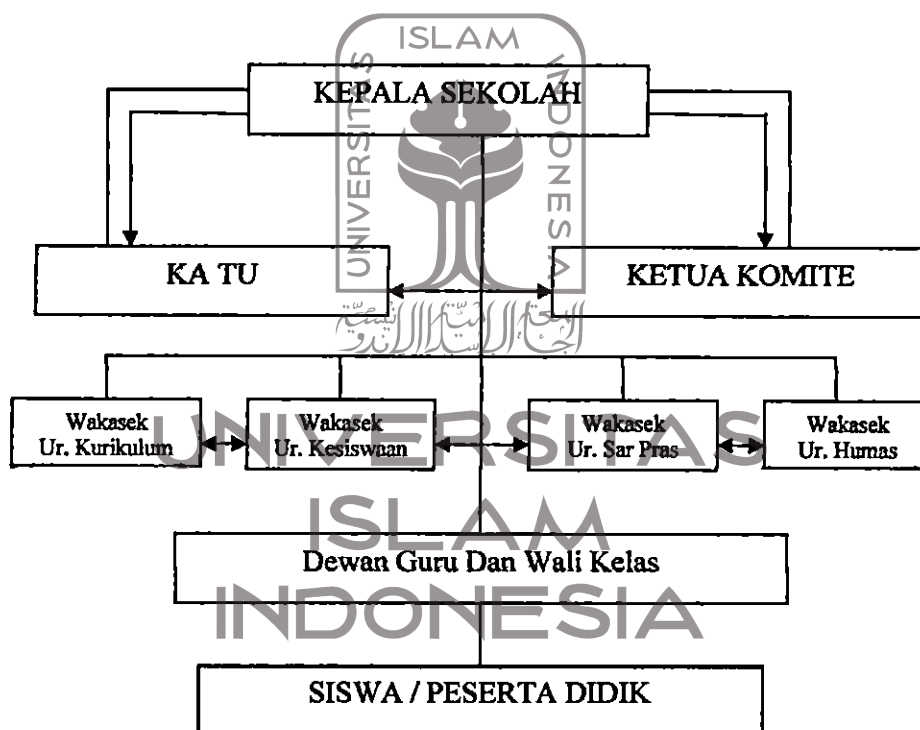 ISLAM
UNIVERSITAS
INDONESIA
KEPALA SEKOLAH
KA TU
KETUA KOMITE
Wakasek
Ur. Kurikulum
Wakasek
Ur. Kesiswaan
Wakasek
Ur. Sar Pras
Wakasek
Ur. Humas
UNIVERSITAS
ISLAM
Dewan Guru Dan Wali Kelas
INDONESIA
SISWA / PESERTA DIDIK